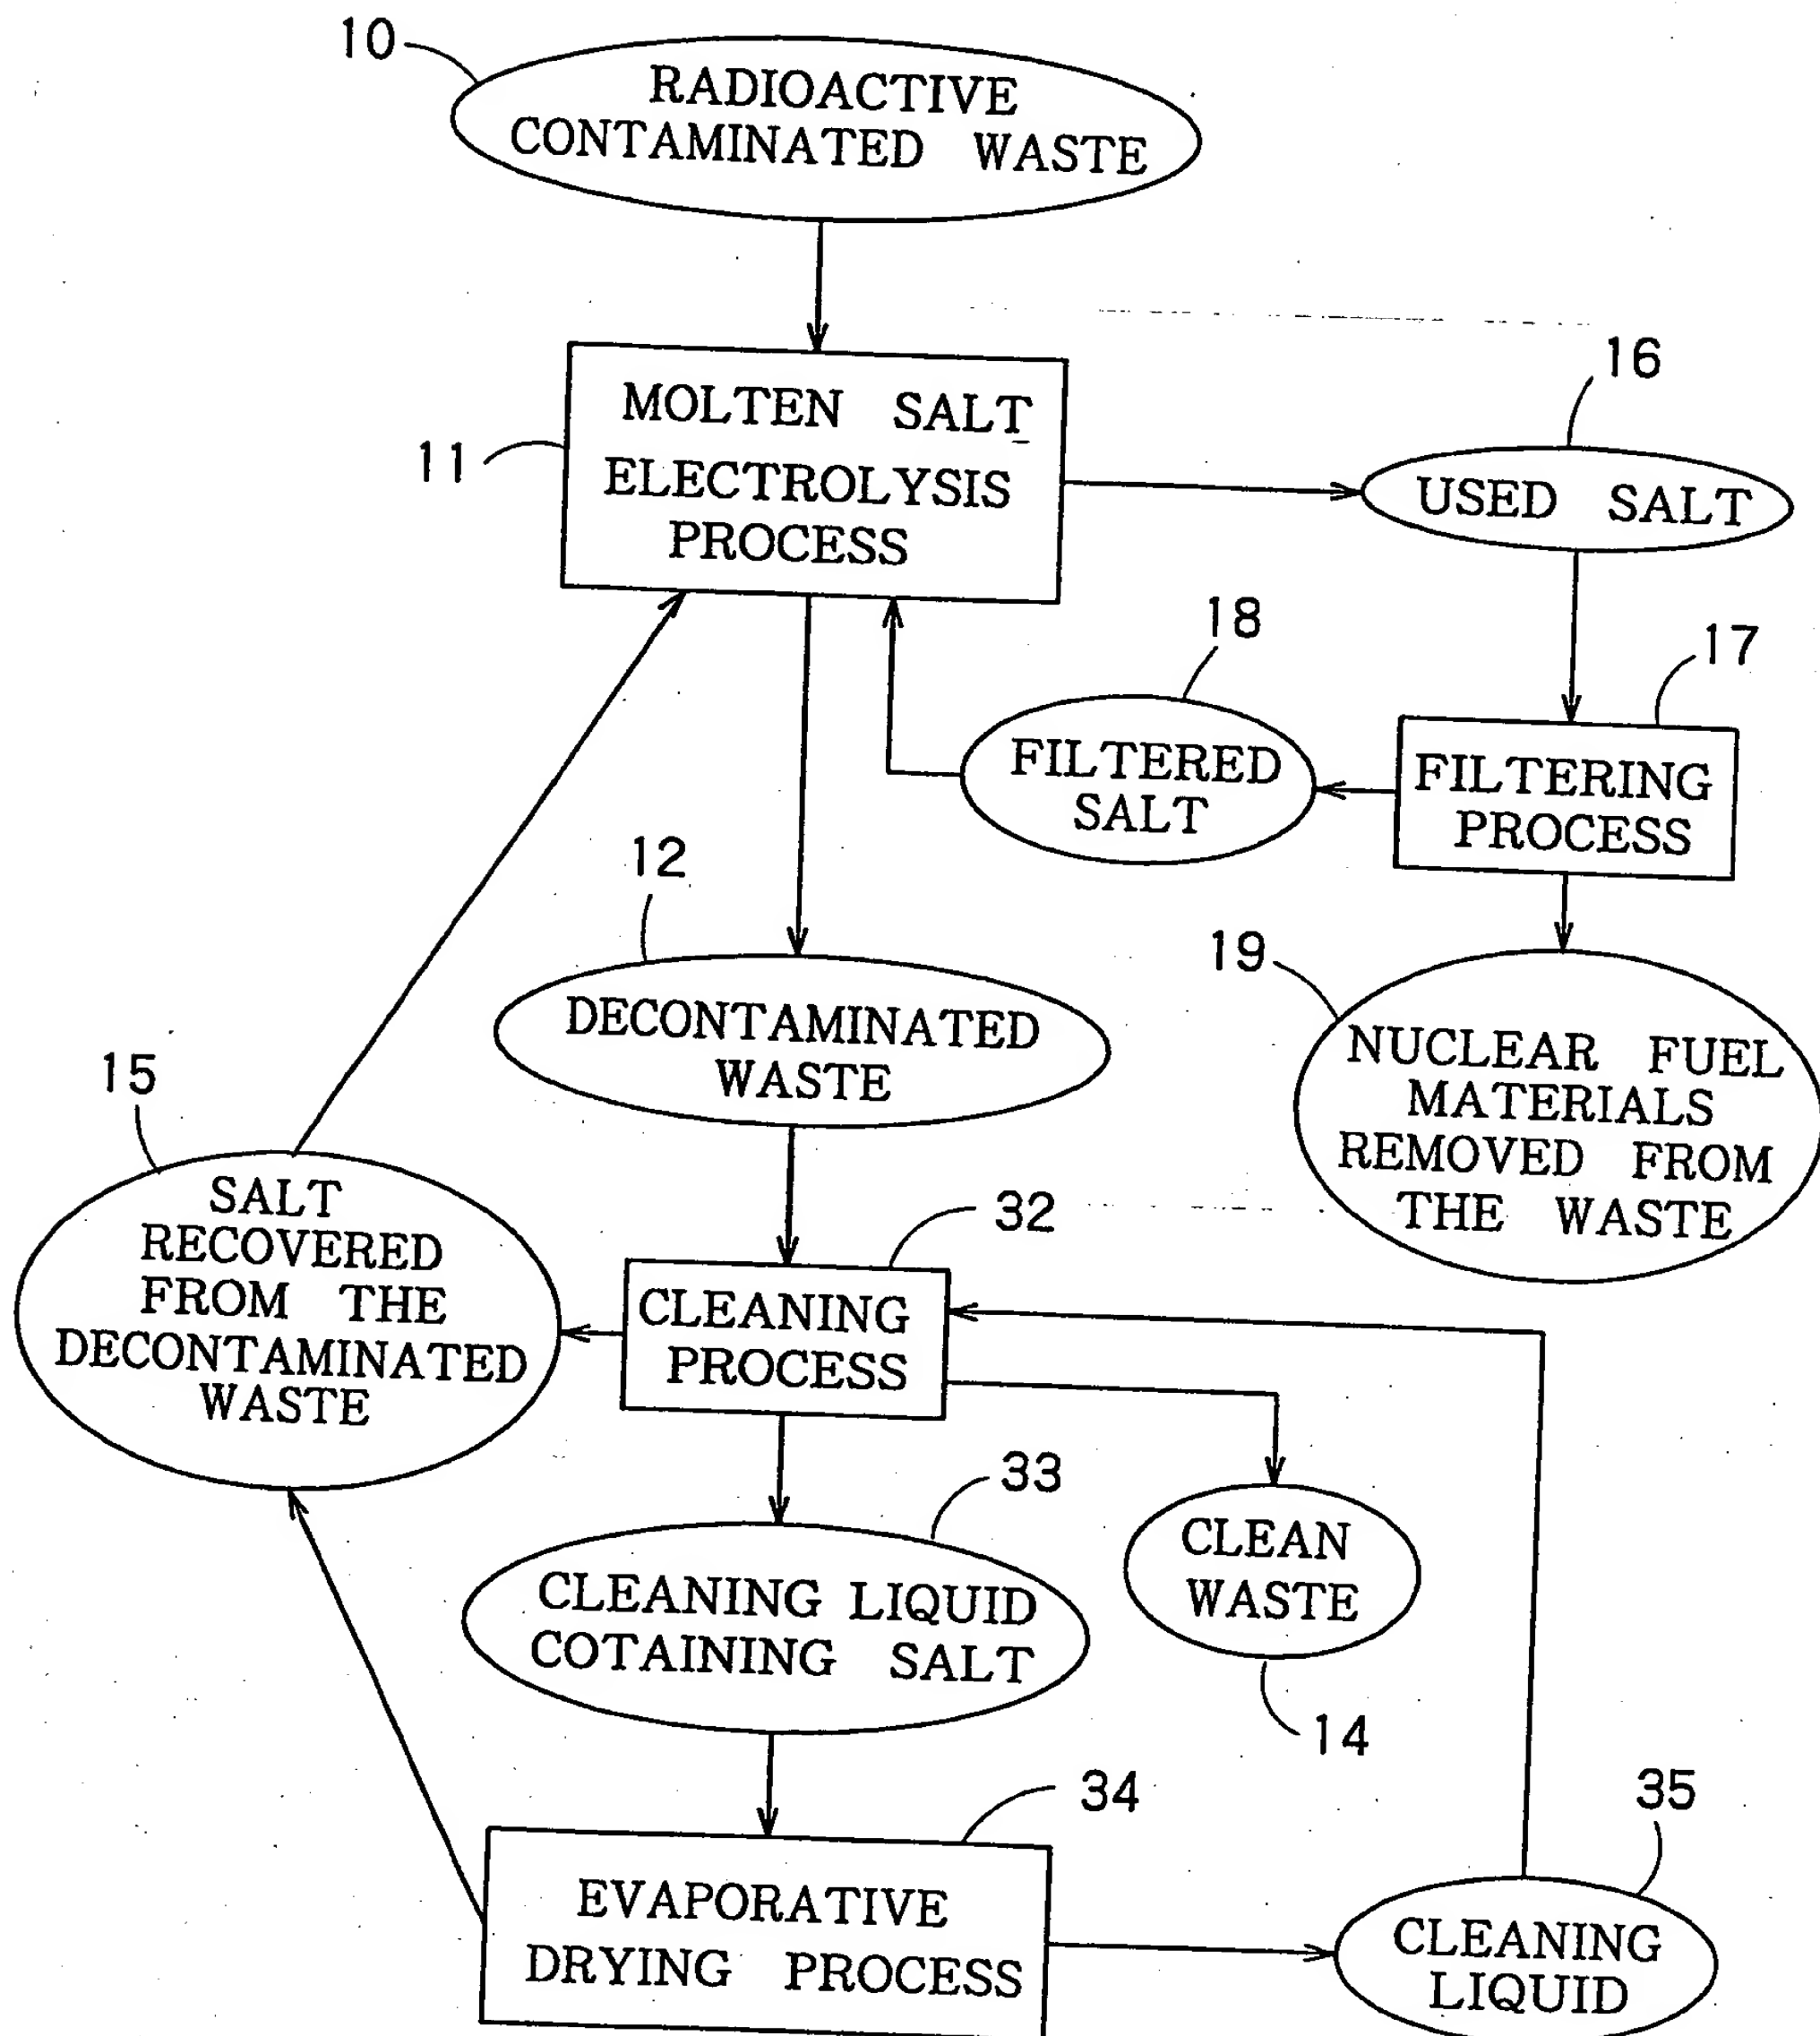 10
RADIOACTIVE
CONTAMINATED WASTE
11
MOLTEN SALT
ELECTROLYSIS
PROCESS
16
USED SALT
18
FILTERED
SALT
17
FILTERING
PROCESS
12
DECONTAMINATED
WASTE
19
NUCLEAR FUEL
MATERIALS
REMOVED FROM
THE WASTE
15
SALT
RECOVERED
FROM THE
DECONTAMINATED
WASTE
32
CLEANING
PROCESS
33
CLEANING LIQUID
COTAINING SALT
CLEAN
WASTE
14
34
EVAPORATIVE
DRYING PROCESS
35
CLEANING
LIQUID